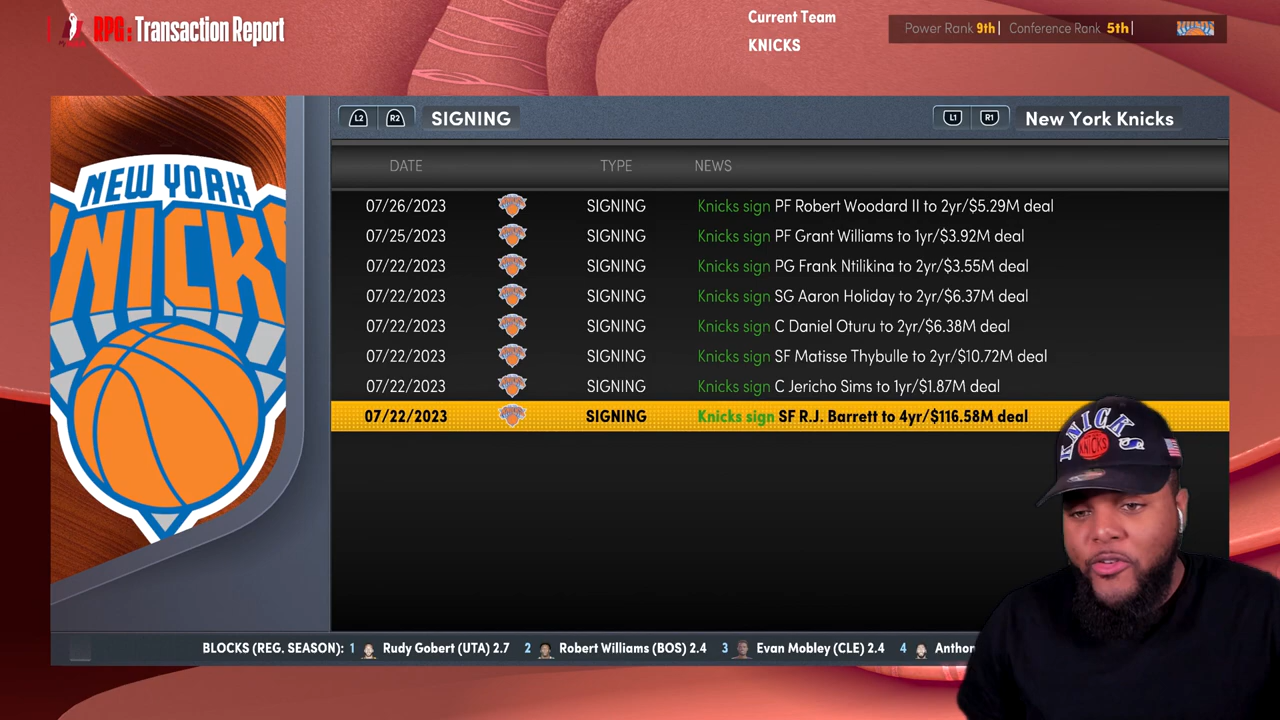 RPG : Transaction Report
Current Team
KNICKS
Power Rank 9th | Conference Rank 5th |
L2 R2 SIGNING
L1 R1 New York Knicks
DATE TYPE NEWS
07/26/2023 SIGNING Knicks sign PF Robert Woodard II to 2yr/$5.29M deal
07/25/2023 SIGNING Knicks sign PF Grant Williams to 1yr/$3.92M deal
07/22/2023 SIGNING Knicks sign PG Frank Ntilikina to 2yr/$3.55M deal
07/22/2023 SIGNING Knicks sign SG Aaron Holiday to 2yr/$6.37M deal
07/22/2023 SIGNING Knicks sign C Daniel Oturu to 2yr/$6.38M deal
07/22/2023 SIGNING Knicks sign SF Matisse Thybulle to 2yr/$10.72M deal
07/22/2023 SIGNING Knicks sign C Jericho Sims to 1yr/$1.87M deal
07/22/2023 SIGNING Knicks sign SF R.J. Barrett to 4yr/$116.58M deal
NEW YORK
KNICKS
KNICKS
KNICKS
BLOCKS (REG. SEASON): 1 Rudy Gobert (UTA) 2.7 2 Robert Williams (BOS) 2.4 3 Evan Mobley (CLE) 2.4 4 Anthon